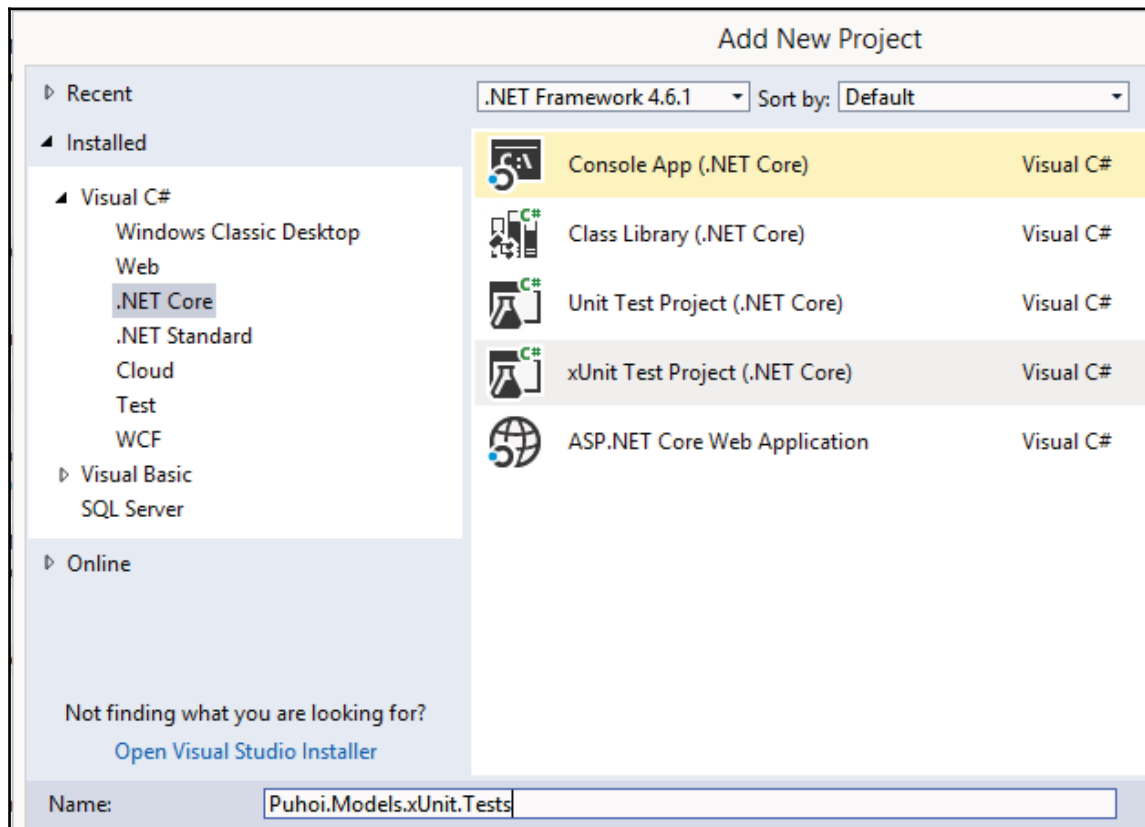 Add New Project
Recent
Installed
Visual C#
Windows Classic Desktop
Web
.NET Core
.NET Standard
Cloud
Test
WCF
Visual Basic
SQL Server
Online
Not finding what you are looking for?
Open Visual Studio Installer
.NET Framework 4.6.1 Sort by: Default
C:\ Console App (.NET Core) Visual C#
C# Class Library (.NET Core) Visual C#
C# Unit Test Project (.NET Core) Visual C#
C# xUnit Test Project (.NET Core) Visual C#
ASP.NET Core Web Application Visual C#
Name: Puhoi.Models.xUnit.Tests